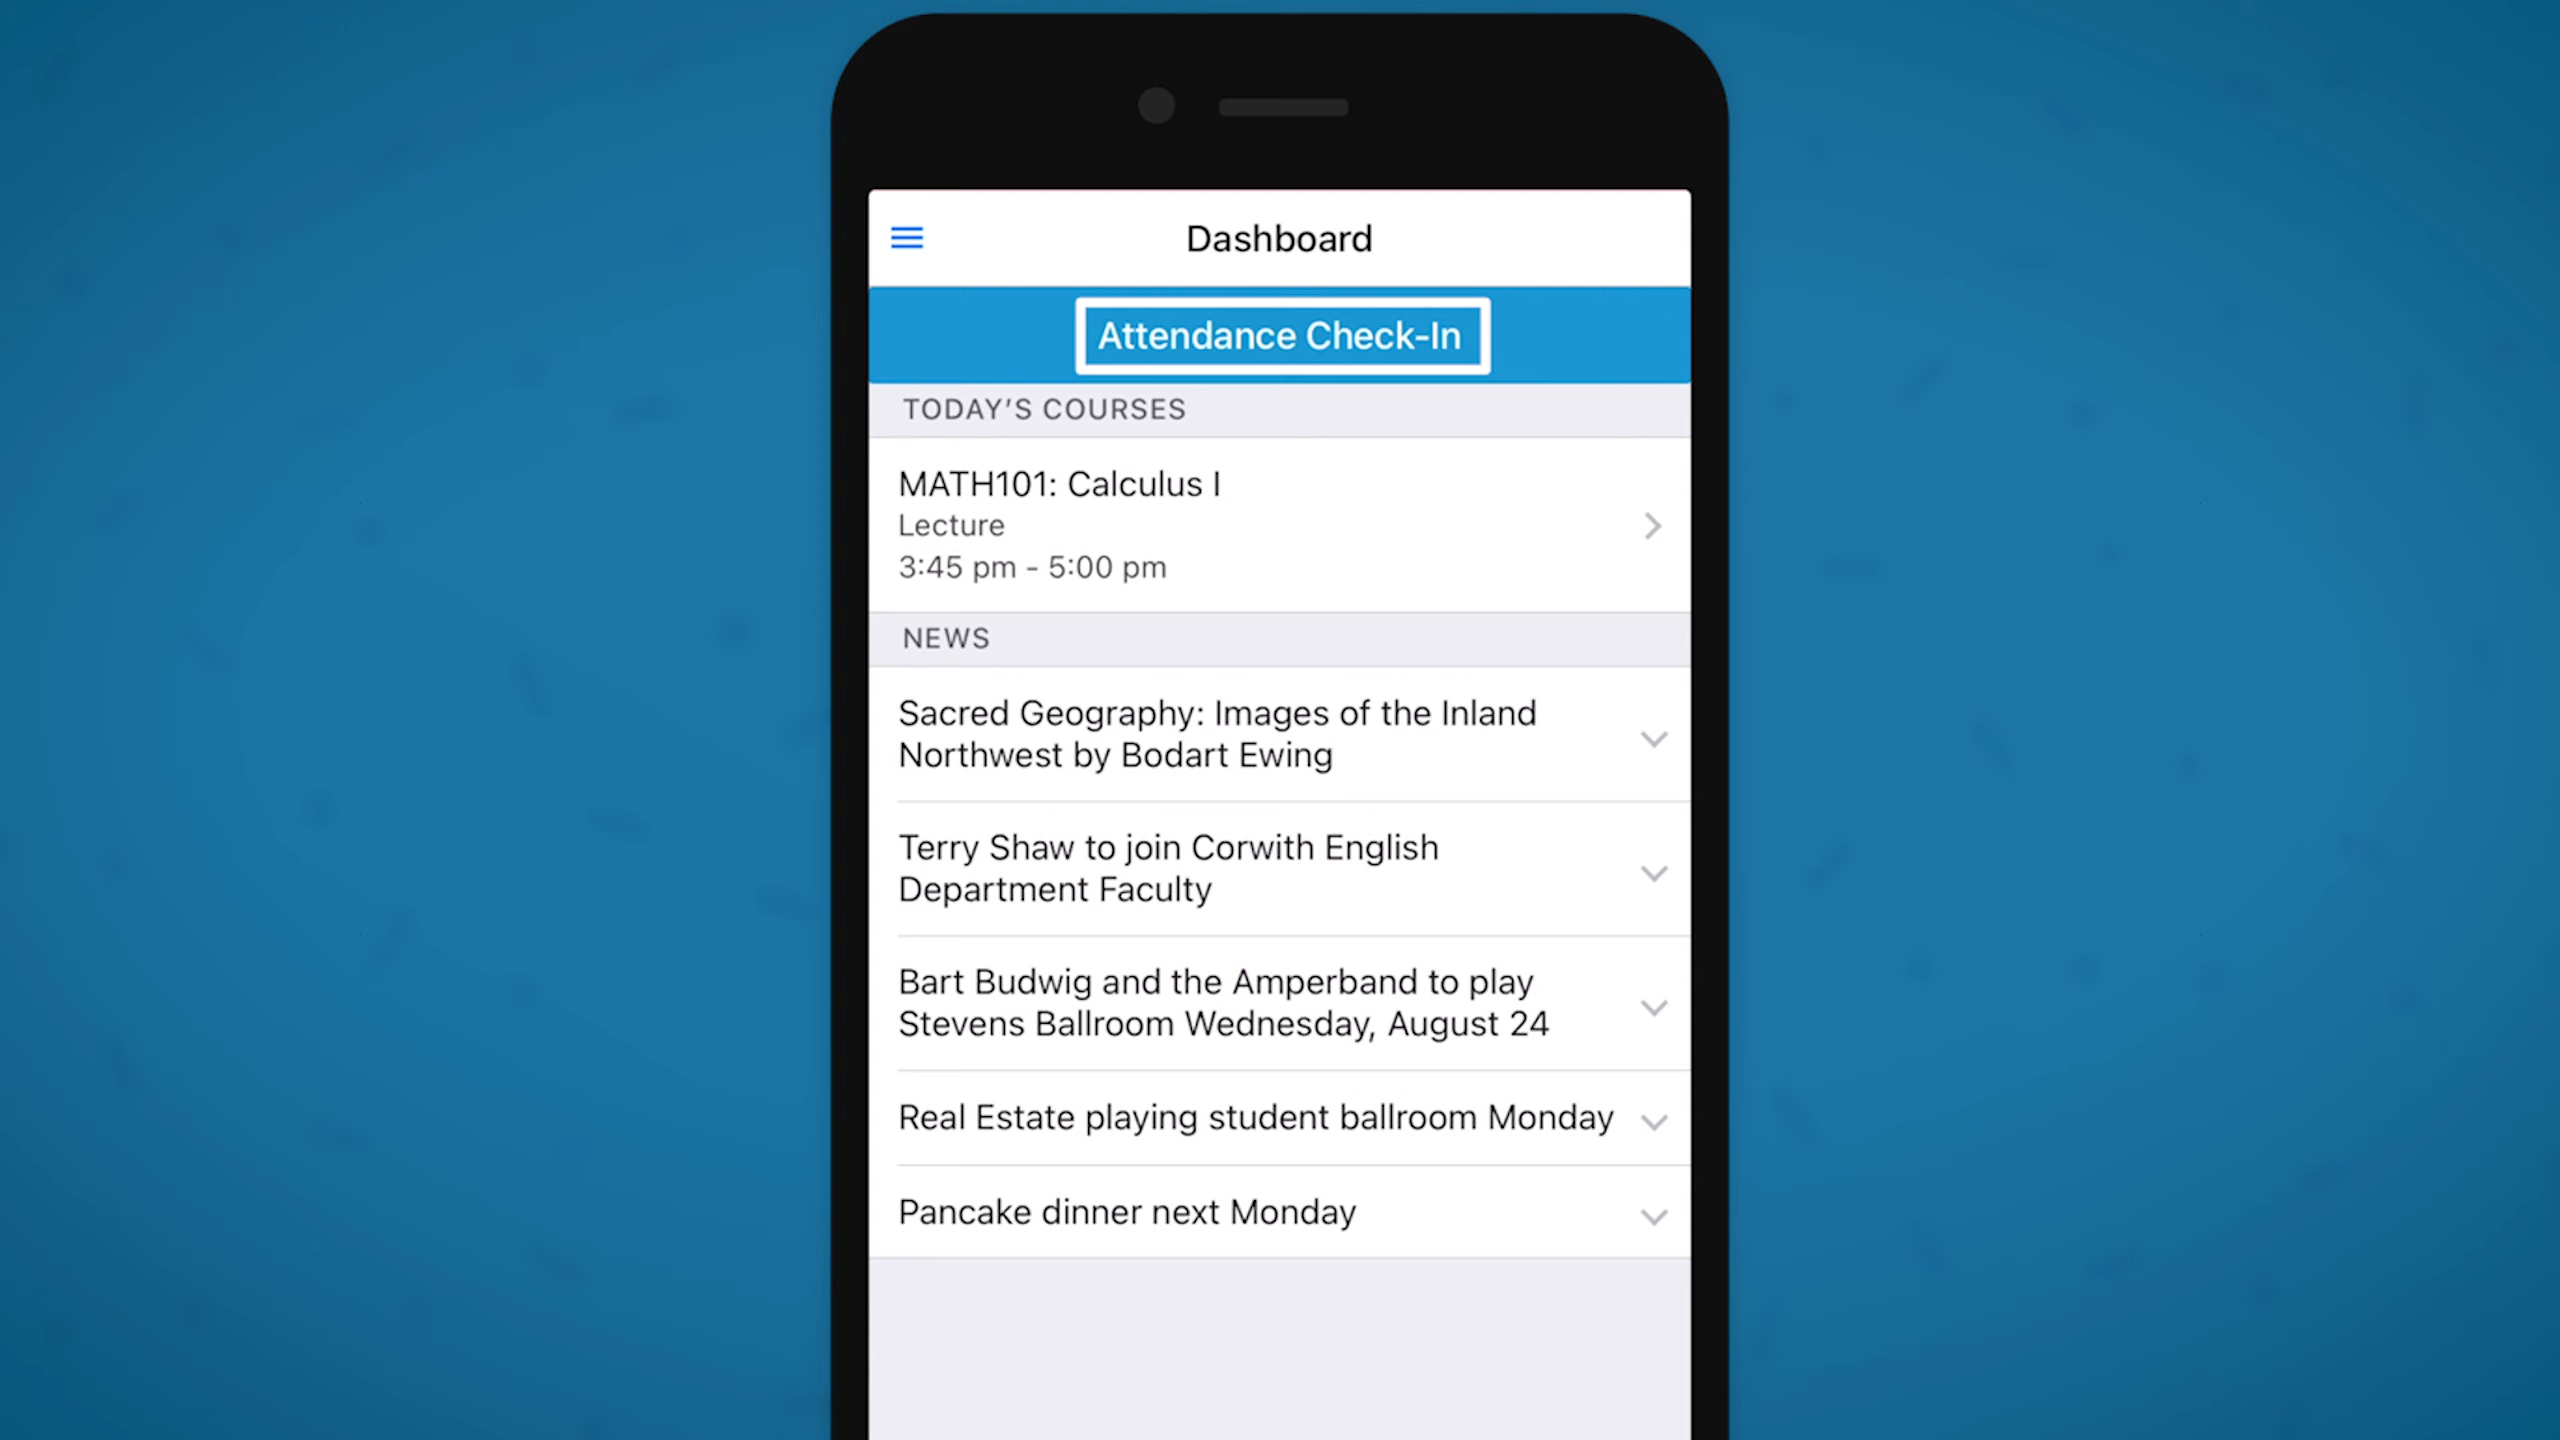 Dashboard
Attendance Check-In
TODAY'S COURSES
MATH101: Calculus I
Lecture
3:45 pm - 5:00 pm
NEWS
Sacred Geography: Images of the Inland
Northwest by Bodart Ewing
Terry Shaw to join Corwith English
Department Faculty
Bart Budwig and the Amperband to play
Stevens Ballroom Wednesday, August 24
Real Estate playing student ballroom Monday
Pancake dinner next Monday